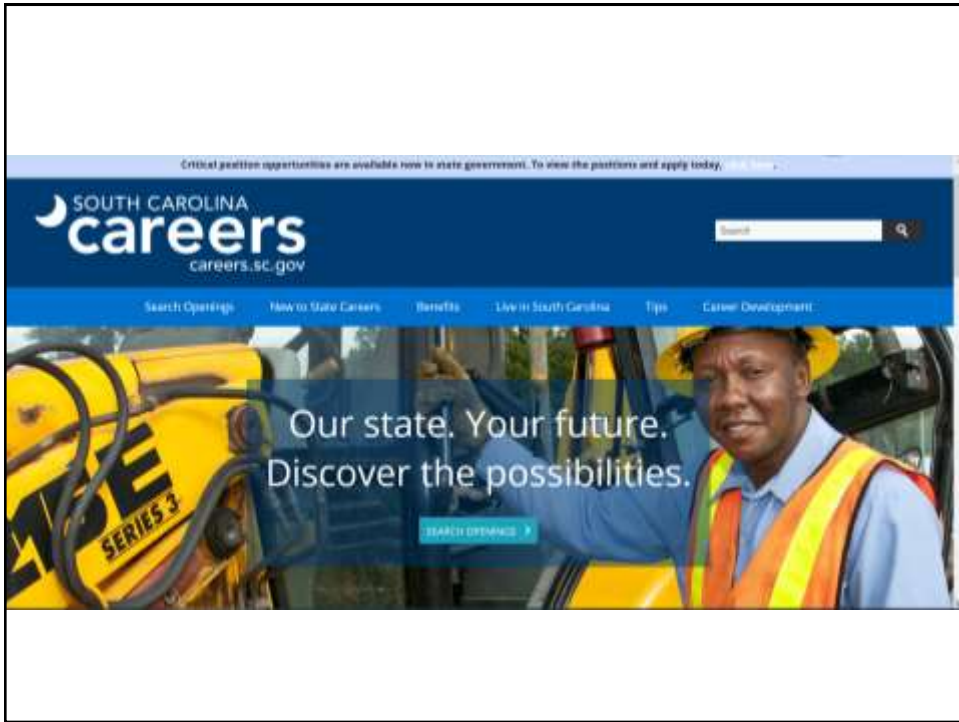 Critical position opportunities are available now in state government. To view the positions and apply today, click here.
SOUTH CAROLINA
careers
careers.sc.gov
Search
Search Openings New to State Careers Benefits Live in South Carolina Tips Career Development
Our state. Your future.
Discover the possibilities.
SEARCH OPENINGS
SERIES 3